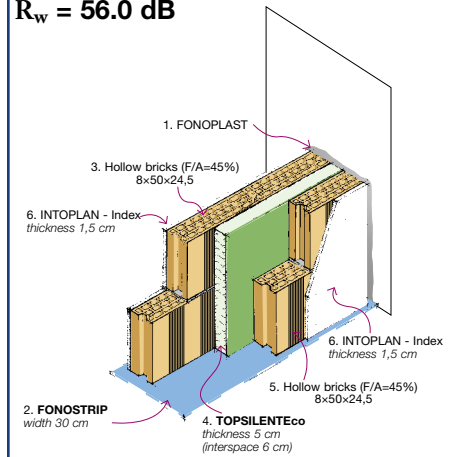 Rw = 56.0 dB
1. FONOPLAST
3. Hollow bricks (F/A=45%)
8×50×24,5
6. INTOPLAN - Index
thickness 1,5 cm
6. INTOPLAN - Index
thickness 1,5 cm
5. Hollow bricks (F/A=45%)
8×50×24,5
2. FONOSTRIP
width 30 cm
4. TOPSILENTEco
thickness 5 cm
(interspace 6 cm)